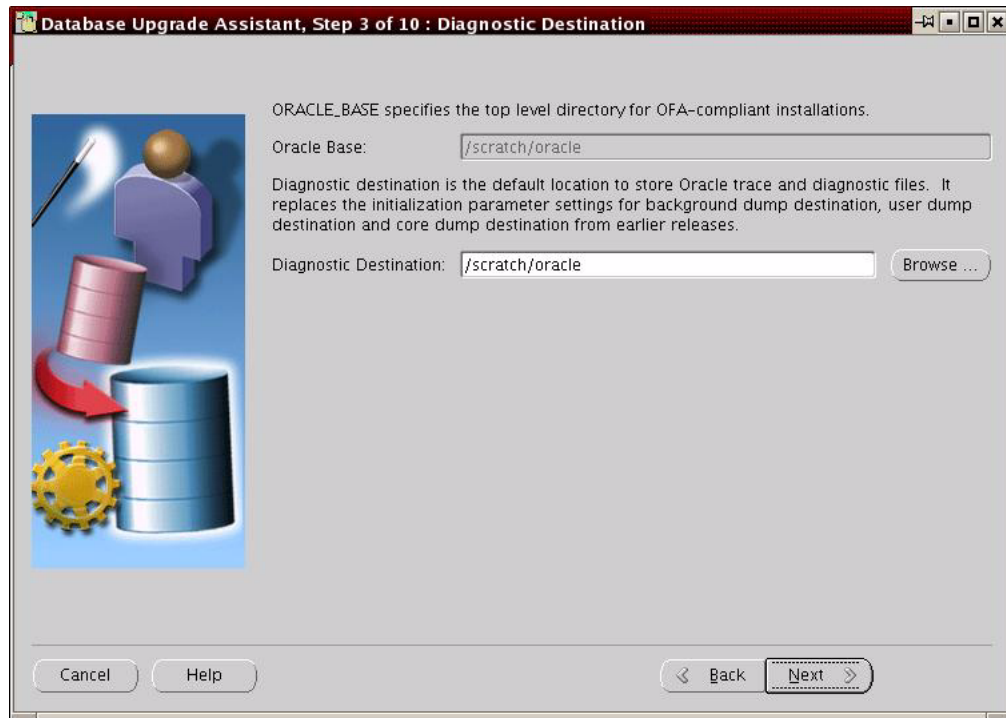 Database Upgrade Assistant, Step 3 of 10 : Diagnostic Destination
ORACLE_BASE specifies the top level directory for OFA-compliant installations.
Oracle Base: /scratch/oracle
Diagnostic destination is the default location to store Oracle trace and diagnostic files. It
replaces the initialization parameter settings for background dump destination, user dump
destination and core dump destination from earlier releases.
Diagnostic Destination: /scratch/oracle Browse ...
Cancel Help Back Next